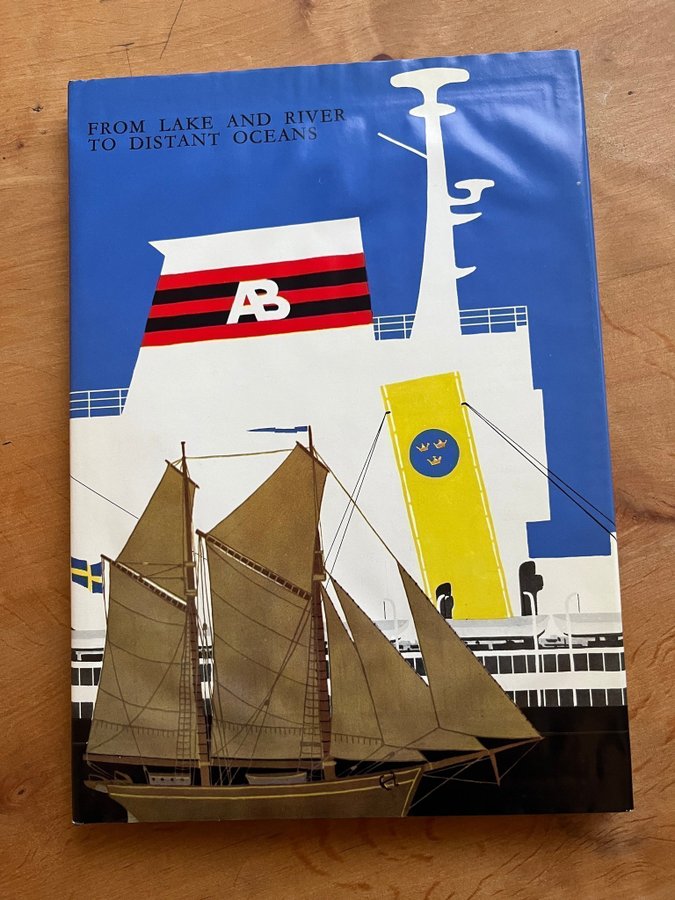 FROM LAKE AND RIVER
TO DISTANT OCEANS
AB